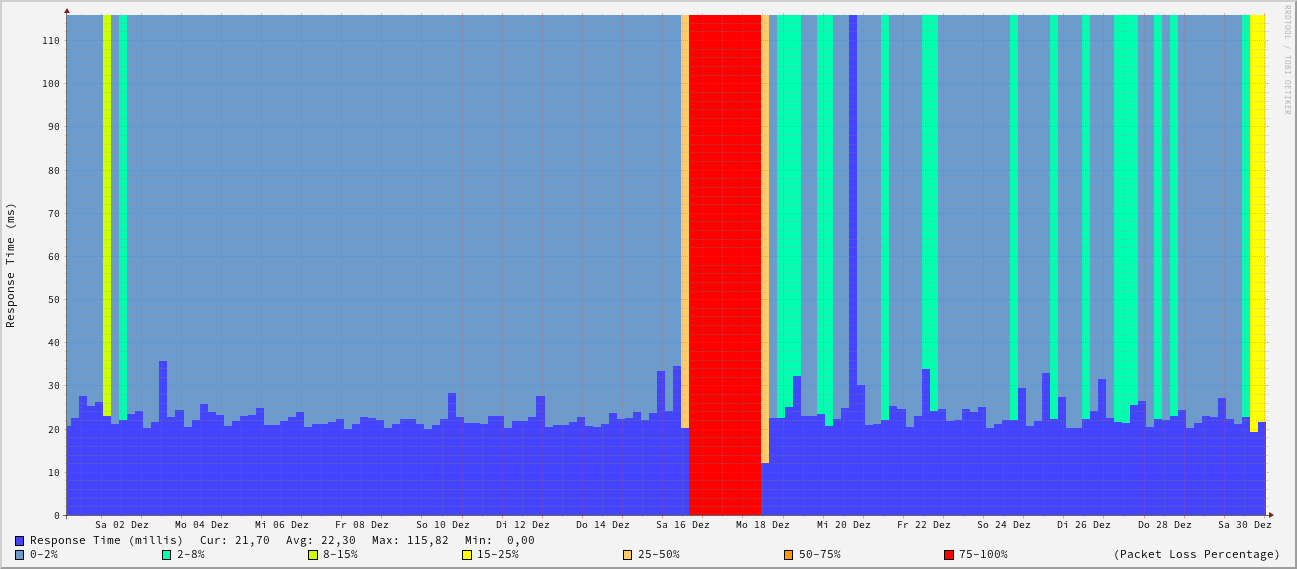 RRDTOOL / TOBI OETIKER
Response Time (ms)
110
100
90
80
70
60
50
40
30
20
10
0
Sa 02 Dez Mo 04 Dez Mi 06 Dez Fr 08 Dez So 10 Dez Di 12 Dez Do 14 Dez Sa 16 Dez Mo 18 Dez Mi 20 Dez Fr 22 Dez So 24 Dez Di 26 Dez Do 28 Dez Sa 30 Dez
Response Time (millis) Cur: 21,70 Avg: 22,30 Max: 115,82 Min: 0,00
0-2% 2-8% 8-15% 15-25% 25-50% 50-75% 75-100% (Packet Loss Percentage)